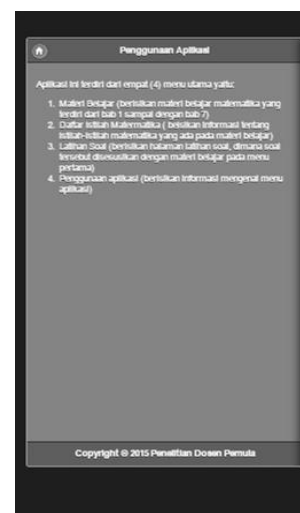 Penggunaan Aplikasi
Aplikasi ini terdiri dari empat (4) menu utama yaitu:
1. Materi Belajar (berisikan materi belajar matematika yang
terdiri dari bab 1 sampai dengan bab 7)
2. Daftar Istilah Matermatika ( beisikan informasi tentang
istilah-istilah matematika yang ada pada materi belajar)
3. Latihan Soal (berisikan halaman latihan soal, dimana soal
tersebut disesusikan dengan materi belajar pada menu
pertama)
4. Penggunaan aplikasi (berisikan informasi mengenai menu
aplikasi)
Copyright © 2015 Penelitian Dosen Pemula